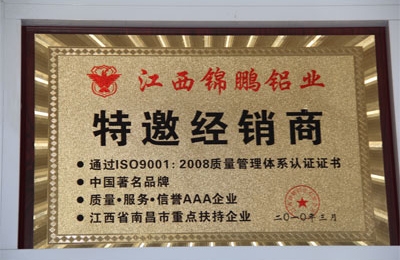 江西锦鹏铝业
特邀经销商
●通过ISO9001：2008质量管理体系认证证书
●中国著名品牌
●质量•服务•信誉AAA企业
●江西省南昌市重点扶持企业
二〇一〇年三月